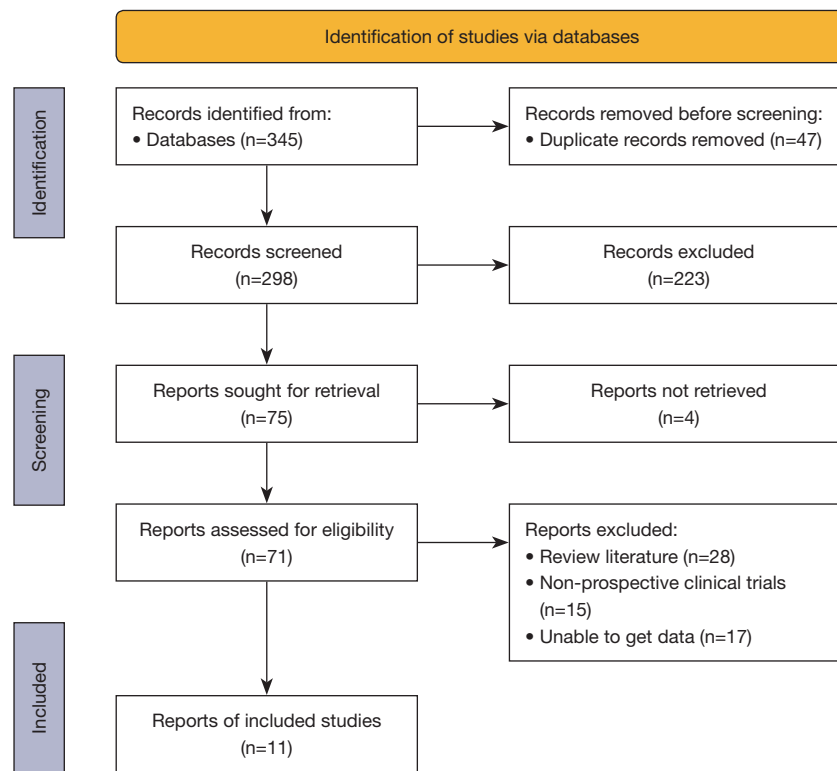 Identification of studies via databases
Identification
Records identified from:
• Databases (n=345)
Records removed before screening:
• Duplicate records removed (n=47)
Records screened
(n=298)
Records excluded
(n=223)
Screening
Reports sought for retrieval
(n=75)
Reports not retrieved
(n=4)
Reports assessed for eligibility
(n=71)
Reports excluded:
• Review literature (n=28)
• Non-prospective clinical trials
(n=15)
• Unable to get data (n=17)
Included
Reports of included studies
(n=11)